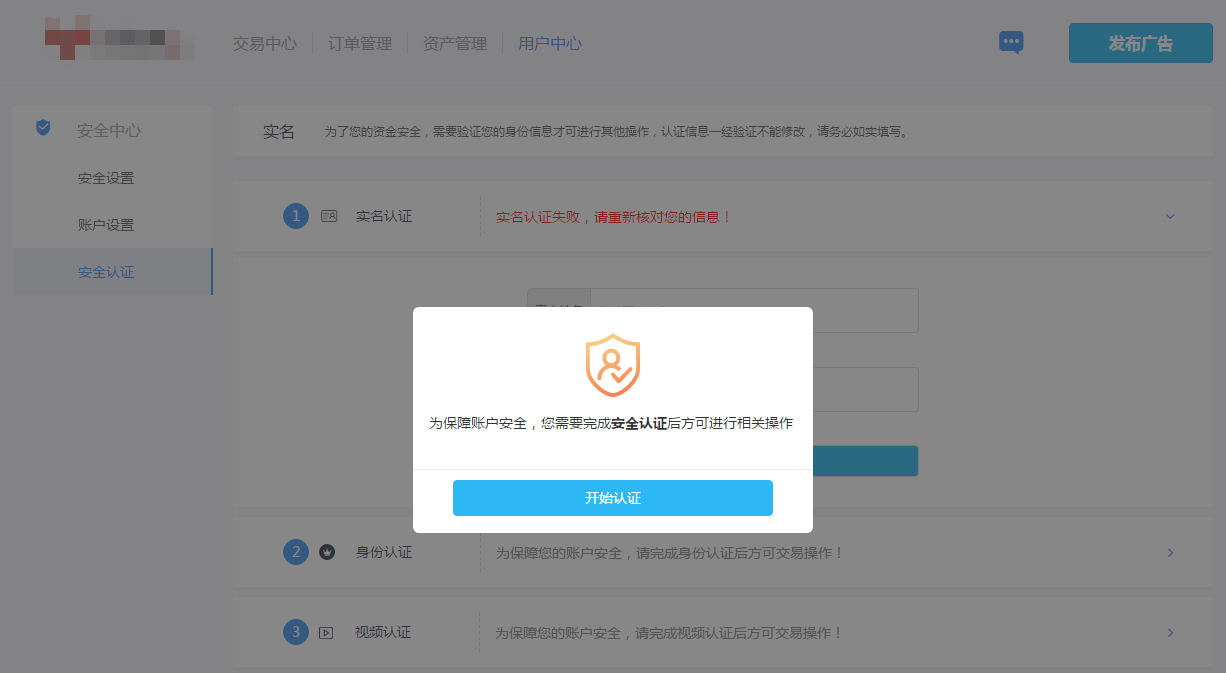 交易中心 订单管理 资产管理 用户中心 发布广告
安全中心
安全设置
账户设置
安全认证
实名 为了您的资金安全，需要验证您的身份信息才可进行其他操作，认证信息一经验证不能修改，请务必如实填写。
1 实名认证 实名认证失败，请重新核对您的信息！
为保障账户安全，您需要完成安全认证后方可进行相关操作
开始认证
2 身份认证 为保障您的账户安全，请完成身份认证后方可交易操作！
3 视频认证 为保障您的账户安全，请完成视频认证后方可交易操作！